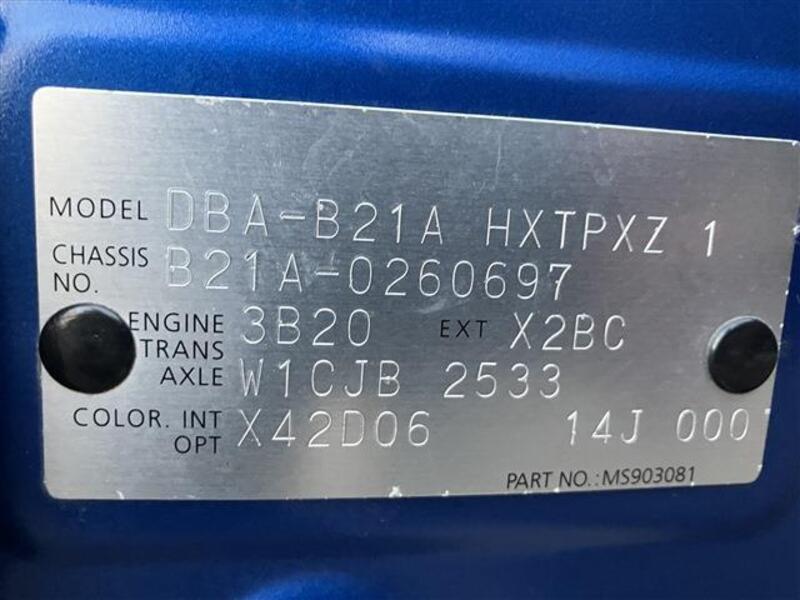 MODEL DBA-B21A HXTPXZ 1
CHASSIS NO. B21A-0260697
ENGINE 3B20 EXT X2BC
TRANS AXLE W1CJB 2533
COLOR. INT OPT X42D06 14J 000
PART NO.:MS903081